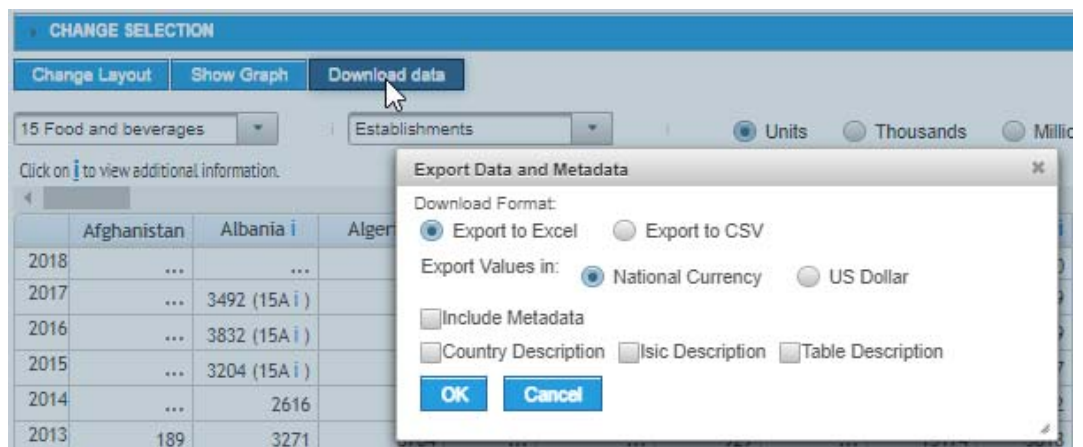 CHANGE SELECTION
Change Layout Show Graph Download data
15 Food and beverages i Establishments i Units Thousands
Click on i to view additional information.
Export Data and Metadata
Download Format:
Export to Excel Export to CSV
Export Values in: National Currency US Dollar
Include Metadata
Country Description Isic Description Table Description
OK Cancel
Afghanistan Albania i
2018 ... ...
2017 ... 3492 (15A i )
2016 ... 3832 (15A i )
2015 ... 3204 (15A i )
2014 ... 2616
2013 189 3271